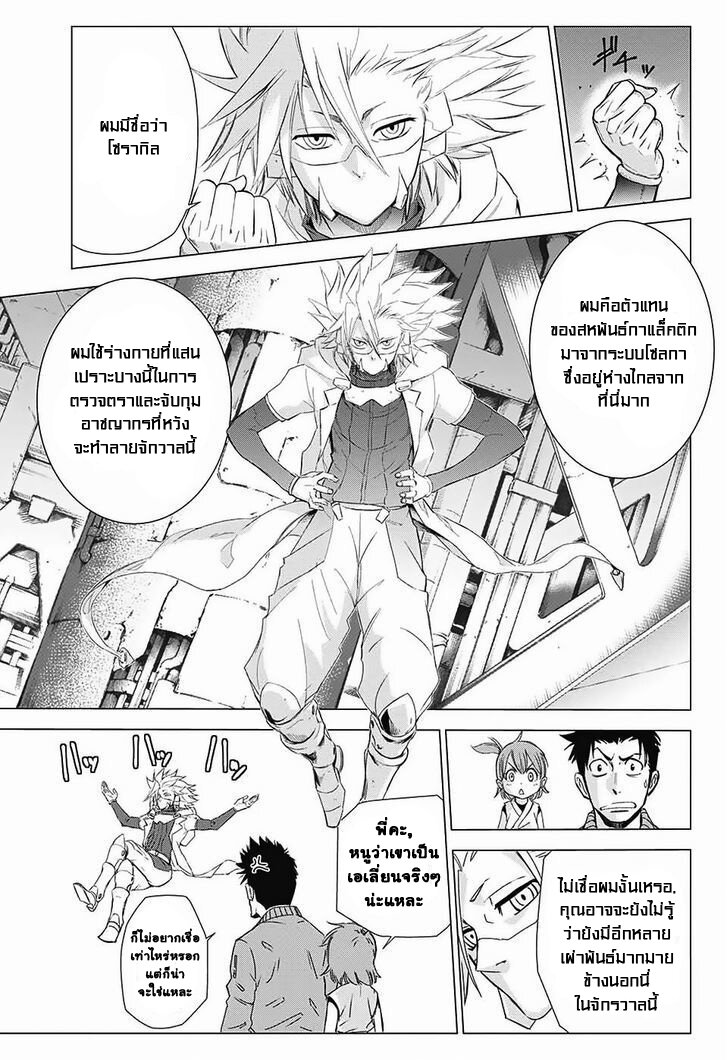 ギチッ
ผมมีชื่อว่า
โซรากิล
ผมคือตัวแทน
ของสหพันธ์กาแล็คติก
มาจากระบบโซลกา
ซึ่งอยู่ห่างไกลจาก
ที่นี่มาก
ผมใช้ร่างกายที่แสน
เปราะบางนี้ในการ
ตรวจตราและจับกุม
อาชญากรที่หวัง
จะทำลายจักวาลนี้
ไม่เชื่อผมงั้นเหรอ.
คุณอาจจะยังไม่รู้
ว่ายังมีอีกหลาย
เผ่าพันธ์มากมาย
ข้างนอกนี้
ในจักรวาลนี้
ハッ
ハッ
ハッ
พี่คะ,
หนูว่าเขาเป็น
เอเลี่ยนจริงๆ
น่ะแหละ
ก็ไม่อยากเชื่อ
เท่าไหร่หรอก
แต่ก็น่า
จะใช่แหละ